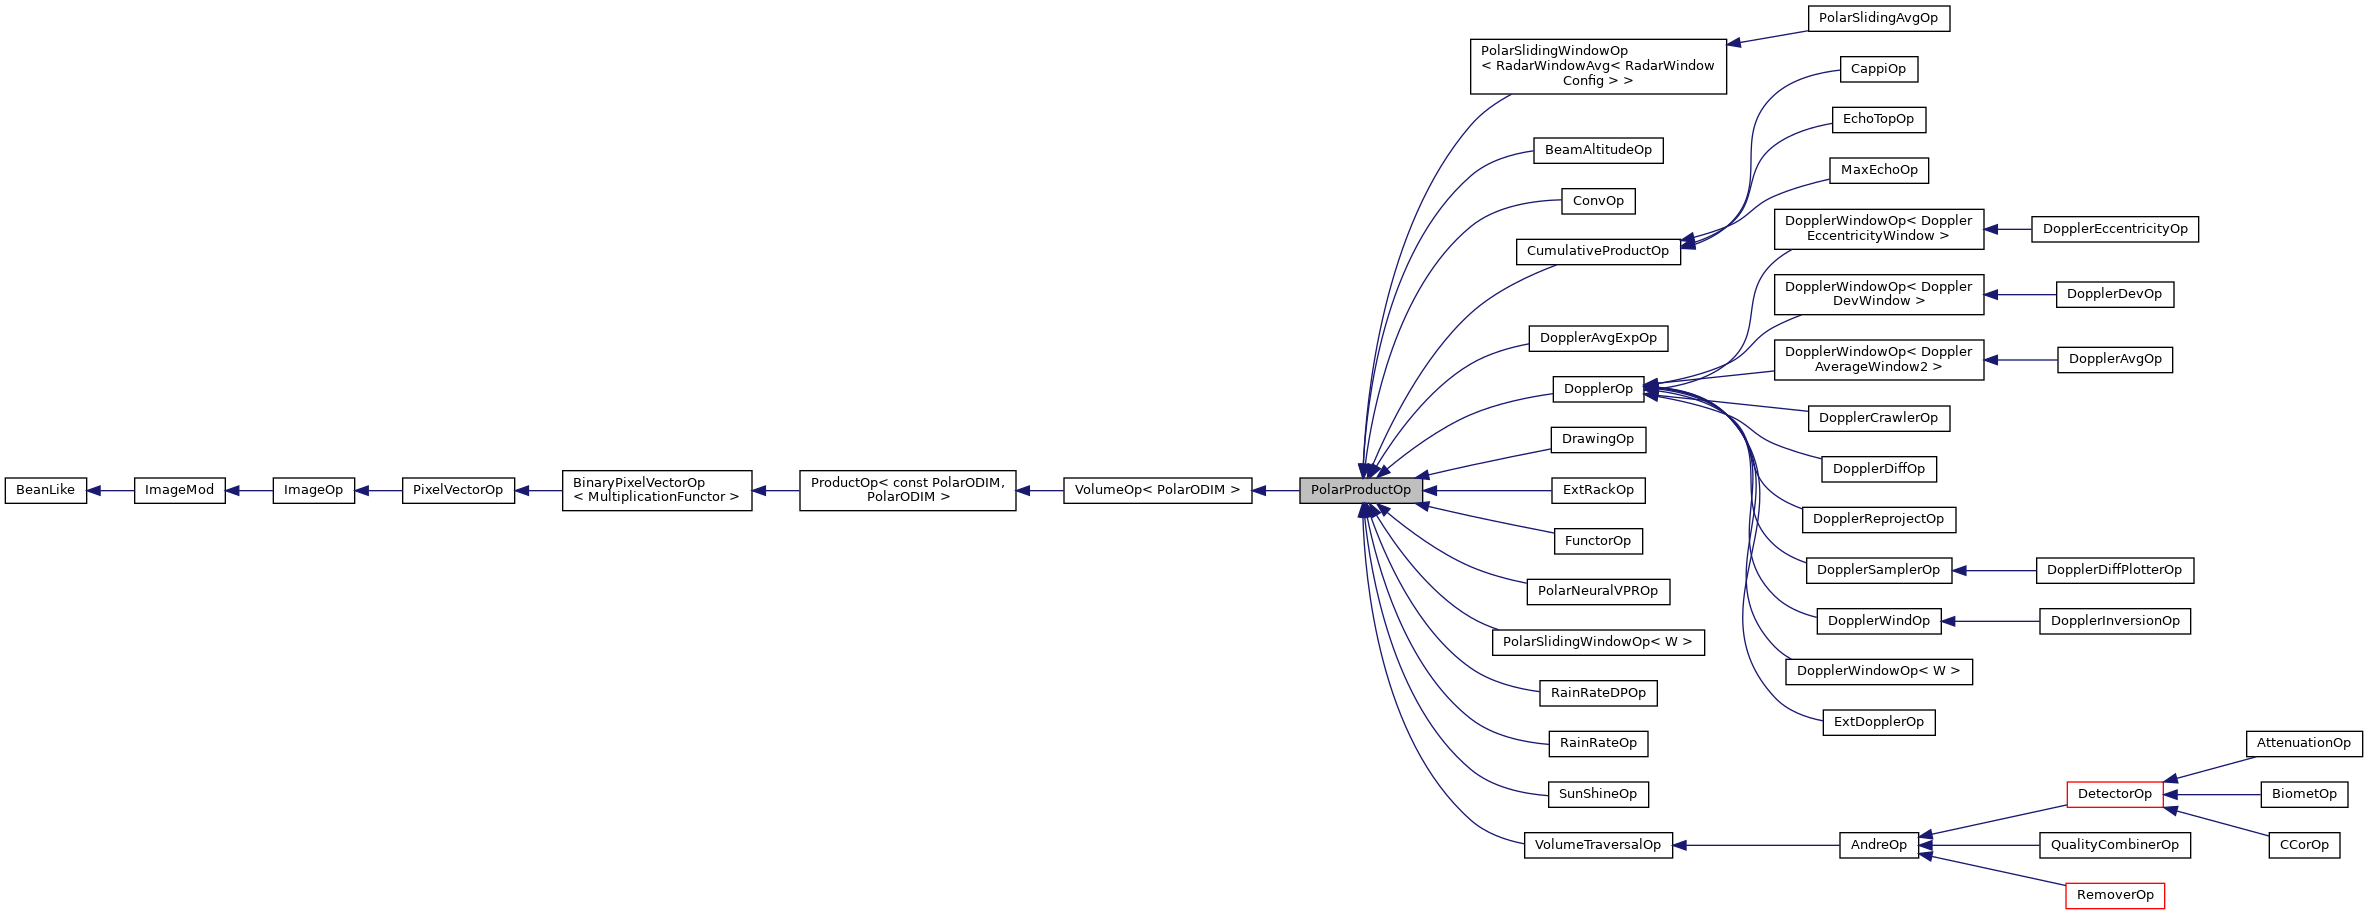 BeanLike
ImageMod
ImageOp
PixelVectorOp
BinaryPixelVectorOp
< MultiplicationFunctor >
ProductOp< const PolarODIM,
PolarODIM >
VolumeOp< PolarODIM >
PolarProductOp
PolarSlidingWindowOp
< RadarWindowAvg< RadarWindow
Config > >
BeamAltitudeOp
ConvOp
CumulativeProductOp
DopplerAvgExpOp
DopplerOp
DrawingOp
ExtRackOp
FunctorOp
PolarNeuralVPROp
PolarSlidingWindowOp< W >
RainRateDPOp
RainRateOp
SunShineOp
VolumeTraversalOp
PolarSlidingAvgOp
CappiOp
EchoTopOp
MaxEchoOp
DopplerWindowOp< Doppler
EccentricityWindow >
DopplerWindowOp< Doppler
DevWindow >
DopplerWindowOp< Doppler
AverageWindow2 >
DopplerCrawlerOp
DopplerDiffOp
DopplerReprojectOp
DopplerSamplerOp
DopplerWindOp
DopplerWindowOp< W >
ExtDopplerOp
AndreOp
DopplerEccentricityOp
DopplerDevOp
DopplerAvgOp
DopplerDiffPlotterOp
DopplerInversionOp
DetectorOp
QualityCombinerOp
RemoverOp
AttenuationOp
BiometOp
CCorOp